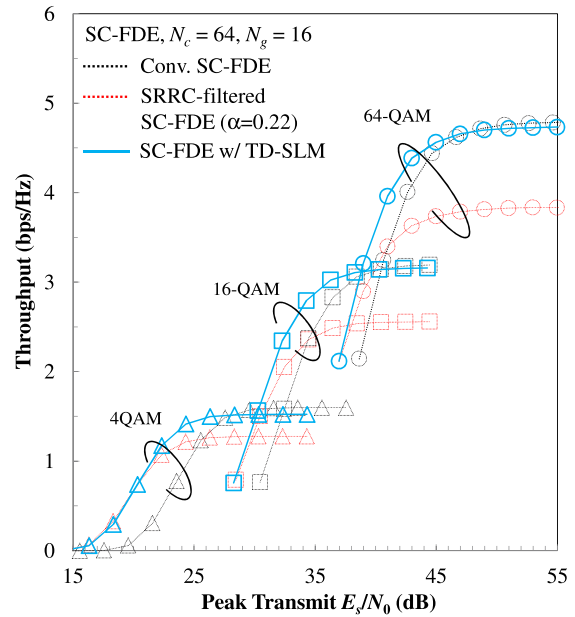 6
5
4
3
2
1
0
Throughput (bps/Hz)
SC-FDE, N_c = 64, N_g = 16
Conv. SC-FDE
SRRC-filtered
SC-FDE (α=0.22)
SC-FDE w/ TD-SLM
64-QAM
16-QAM
4QAM
15 25 35 45 55
Peak Transmit E_s/N_0 (dB)